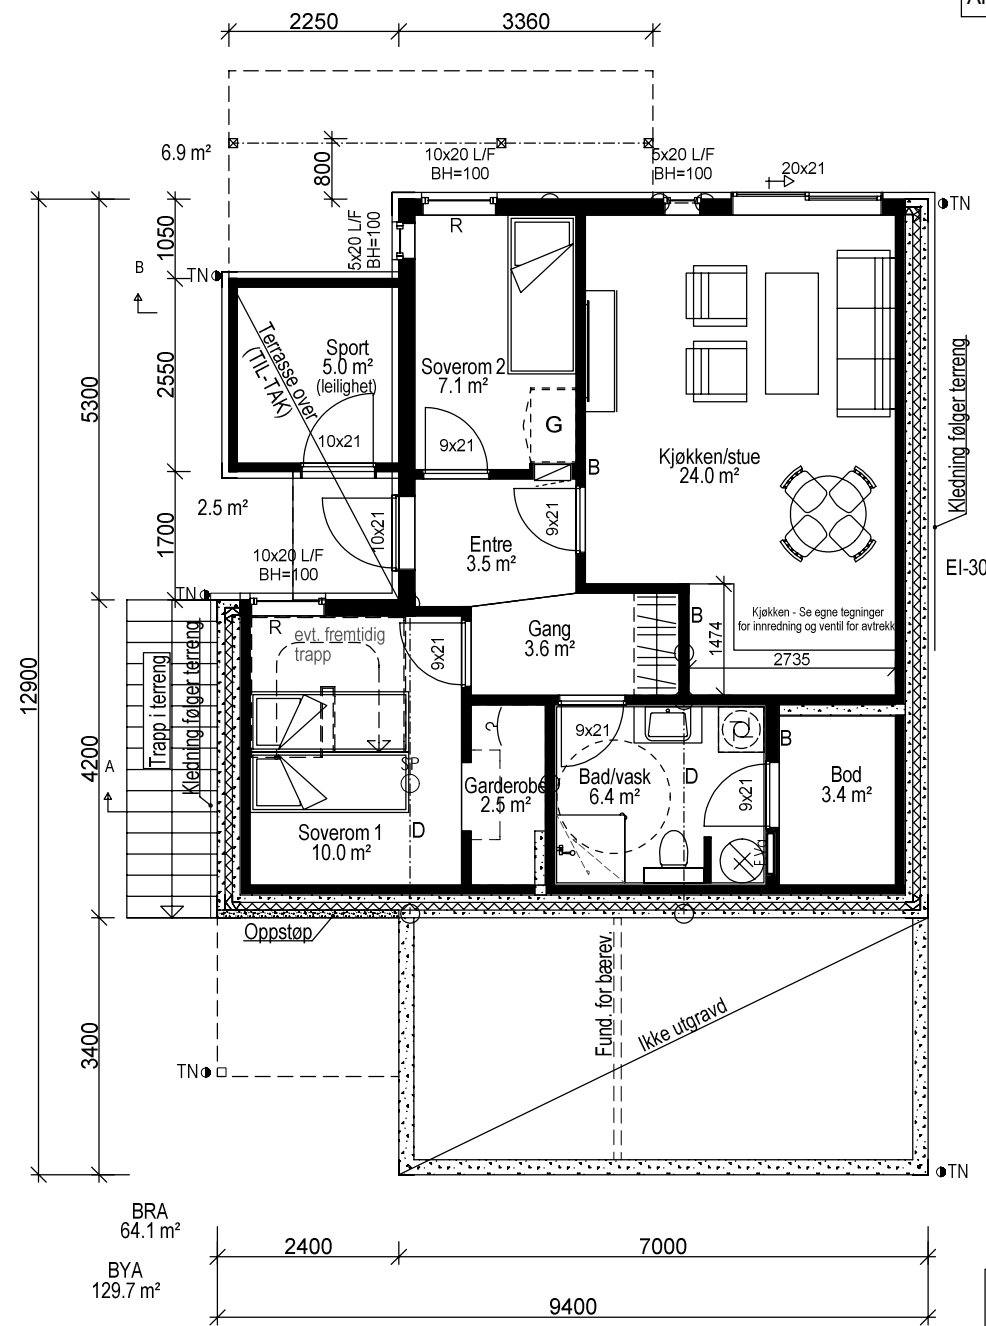 2250
3360
6.9 m²
800
10x20 L/F
BH=100
5x20 L/F
BH=100
20x21
TN
1050
5x20 L/F
BH=100
R
B
TN
Terrasse over
(TIL-TAK)
Sport
5.0 m²
(leilighet)
10x21
2550
5300
Soverom 2
7.1 m²
G
9x21
B
Kjøkken/stue
24.0 m²
Kledning følger terreng
2.5 m²
1700
10x21
Entre
3.5 m²
9x21
10x20 L/F
BH=100
EI-30
TN
R
evt. fremtidig
trapp
9x21
Gang
3.6 m²
B
1474
Kjøkken - Se egne tegninger
for innredning og ventil for avtrekk
2735
12900
Trapp i terreng
Kledning følger terreng
4200
A
SP
D
Soverom 1
10.0 m²
Garderobe
2.5 m²
9x21
Bad/vask
6.4 m²
D
9x21
B
Bod
3.4 m²
Oppstøp
Fund. for bærev.
Ikke utgravd
3400
TN
TN
BRA
64.1 m²
BYA
129.7 m²
2400
7000
9400